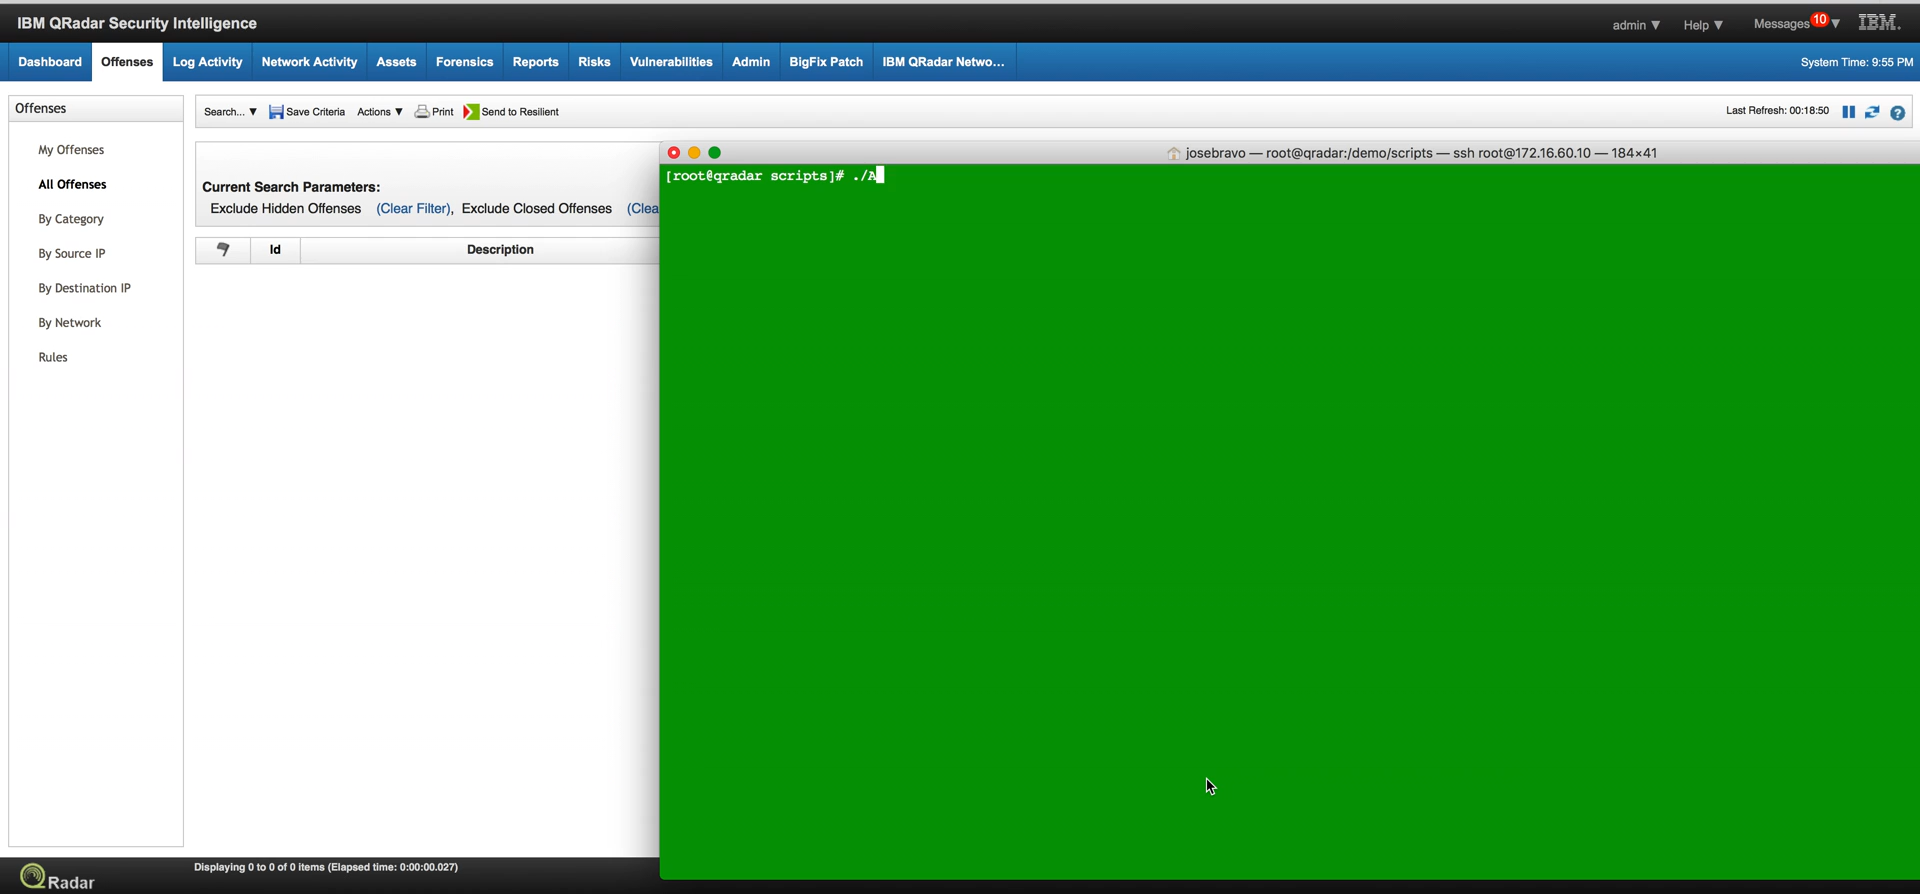 IBM QRadar Security Intelligence
admin ▼ Help ▼ Messages 10 ▼ IBM.
Dashboard Offenses Log Activity Network Activity Assets Forensics Reports Risks Vulnerabilities Admin BigFix Patch IBM QRadar Netwo... System Time: 9:55 PM
Offenses
My Offenses
All Offenses
By Category
By Source IP
By Destination IP
By Network
Rules
Search... ▼ Save Criteria Actions ▼ Print Send to Resilient Last Refresh: 00:18:50 ?
Current Search Parameters:
Exclude Hidden Offenses (Clear Filter), Exclude Closed Offenses (Clea
Id Description
josebravo — root@qradar:/demo/scripts — ssh root@172.16.60.10 — 184×41
[root@qradar scripts]# ./A
Displaying 0 to 0 of 0 items (Elapsed time: 0:00:00.027)
QRadar